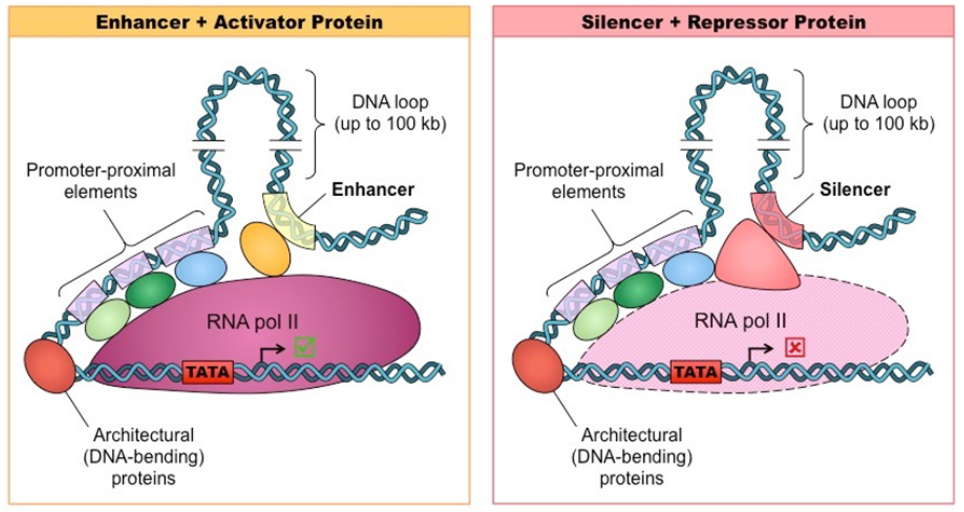 Enhancer + Activator Protein
DNA loop
(up to 100 kb)
Promoter-proximal
elements
Enhancer
RNA pol II
TATA
Architectural
(DNA-bending)
proteins
Silencer + Repressor Protein
DNA loop
(up to 100 kb)
Promoter-proximal
elements
Silencer
RNA pol II
TATA
Architectural
(DNA-bending)
proteins